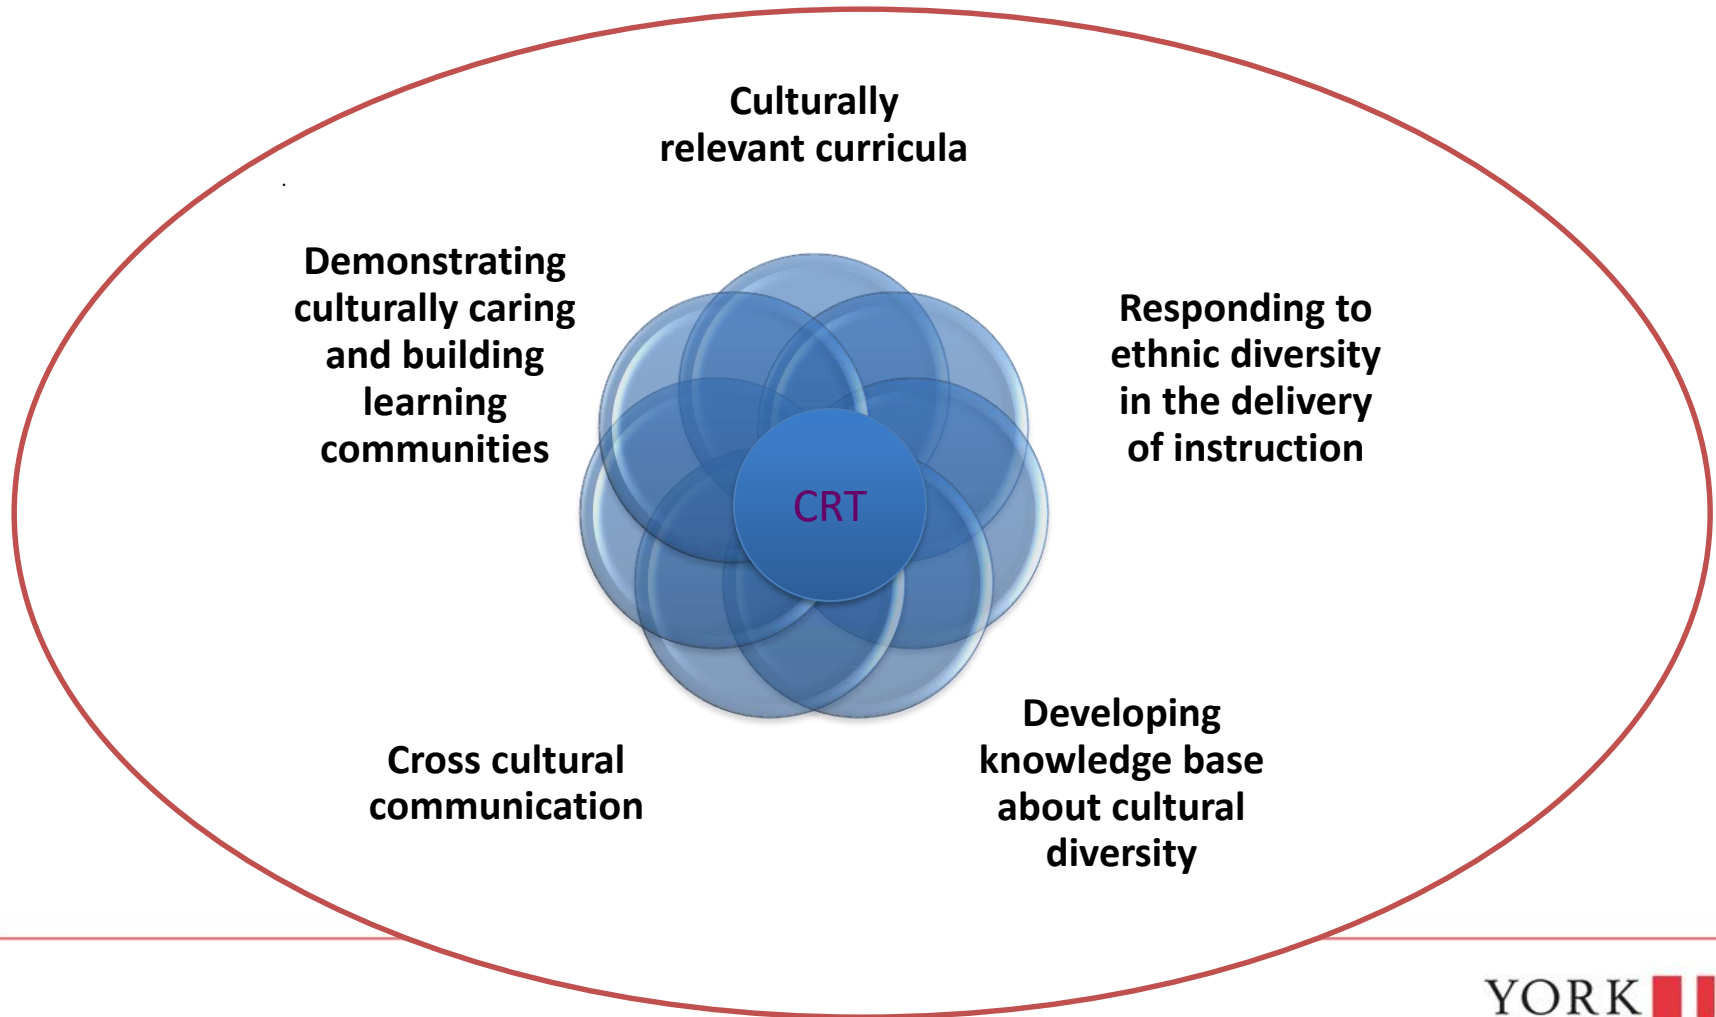 Culturally
relevant curricula
Demonstrating
culturally caring
and building
learning
communities
Responding to
ethnic diversity
in the delivery
of instruction
CRT
Developing
knowledge base
about cultural
diversity
Cross cultural
communication
YORK